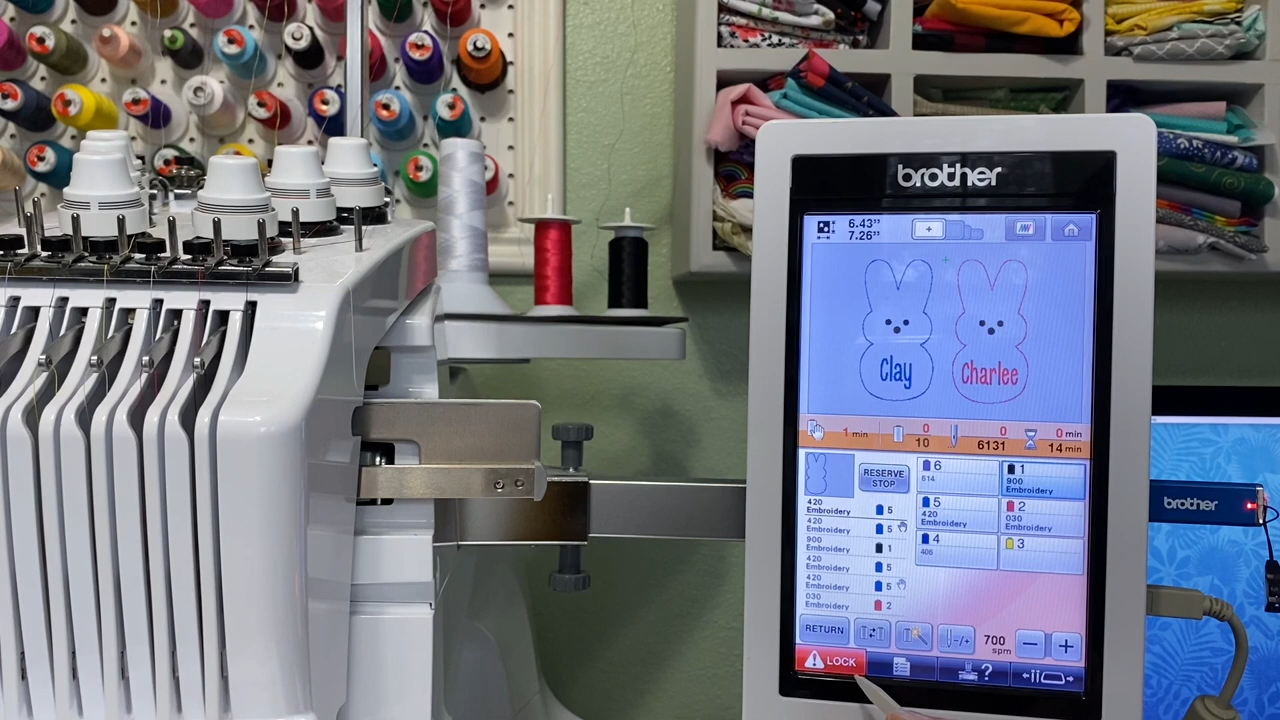 brother
6.43"
7.26"
Clay
Charlee
1 min
0
10
0
6131
0 min
14 min
RESERVE
STOP
6
614
1
900
Embroidery
5
420
Embroidery
2
030
Embroidery
4
405
3
420
Embroidery 5
420
Embroidery 5
900
Embroidery 1
420
Embroidery 5
420
Embroidery 5
030
Embroidery 2
RETURN
-/+
700
spm
LOCK
?
brother